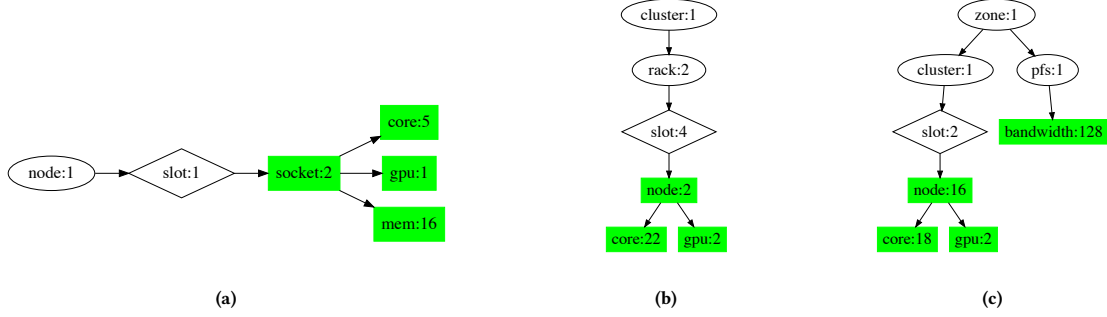 node:1
slot:1
socket:2
core:5
gpu:1
mem:16
(a)
cluster:1
rack:2
slot:4
node:2
core:22
gpu:2
(b)
zone:1
cluster:1
pfs:1
slot:2
bandwidth:128
node:16
core:18
gpu:2
(c)